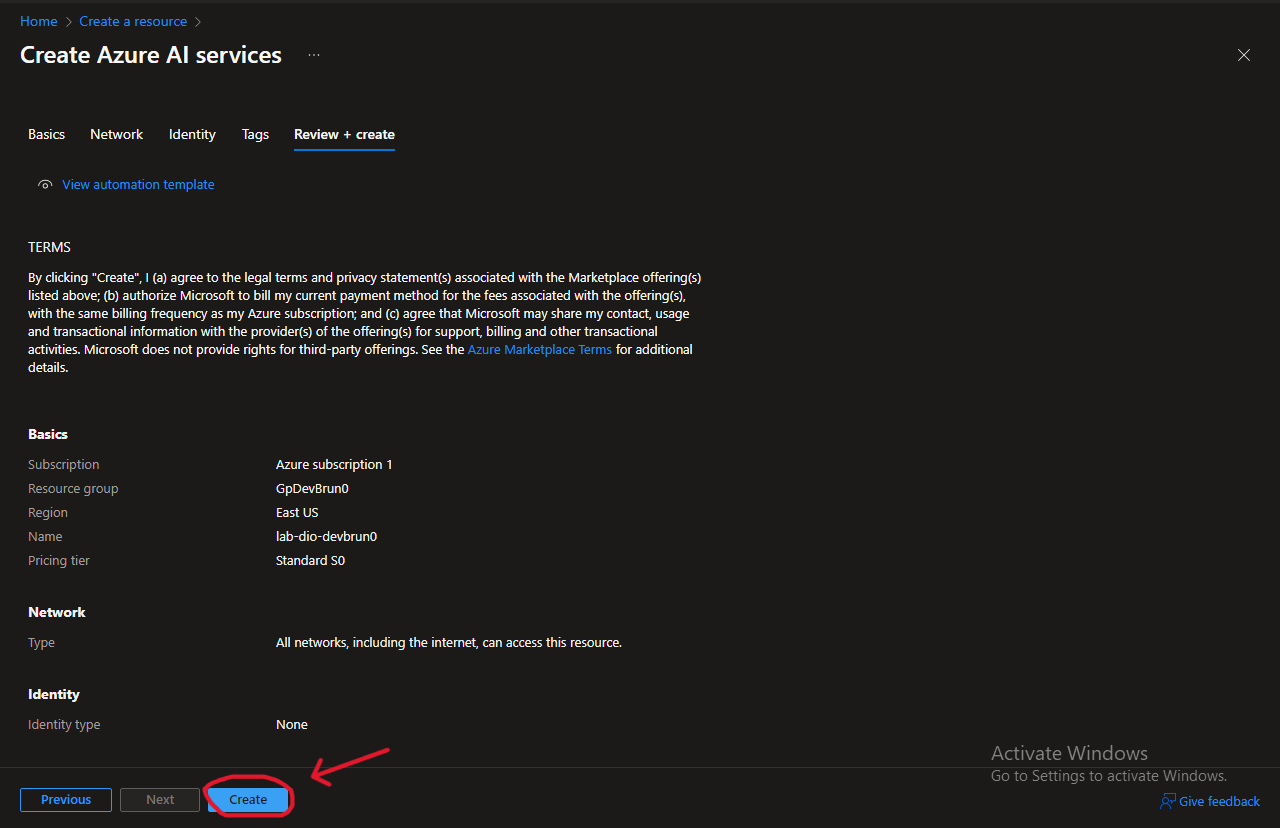 Home > Create a resource >
Create Azure AI services ...
Basics Network Identity Tags Review + create
View automation template
TERMS
By clicking "Create", I (a) agree to the legal terms and privacy statement(s) associated with the Marketplace offering(s)
listed above; (b) authorize Microsoft to bill my current payment method for the fees associated with the offering(s),
with the same billing frequency as my Azure subscription; and (c) agree that Microsoft may share my contact, usage
and transactional information with the provider(s) of the offering(s) for support, billing and other transactional
activities. Microsoft does not provide rights for third-party offerings. See the Azure Marketplace Terms for additional
details.
Basics
Subscription Azure subscription 1
Resource group GpDevBrun0
Region East US
Name lab-dio-devbrun0
Pricing tier Standard S0
Network
Type All networks, including the internet, can access this resource.
Identity
Identity type None
Activate Windows
Go to Settings to activate Windows.
Previous Next Create
Give feedback